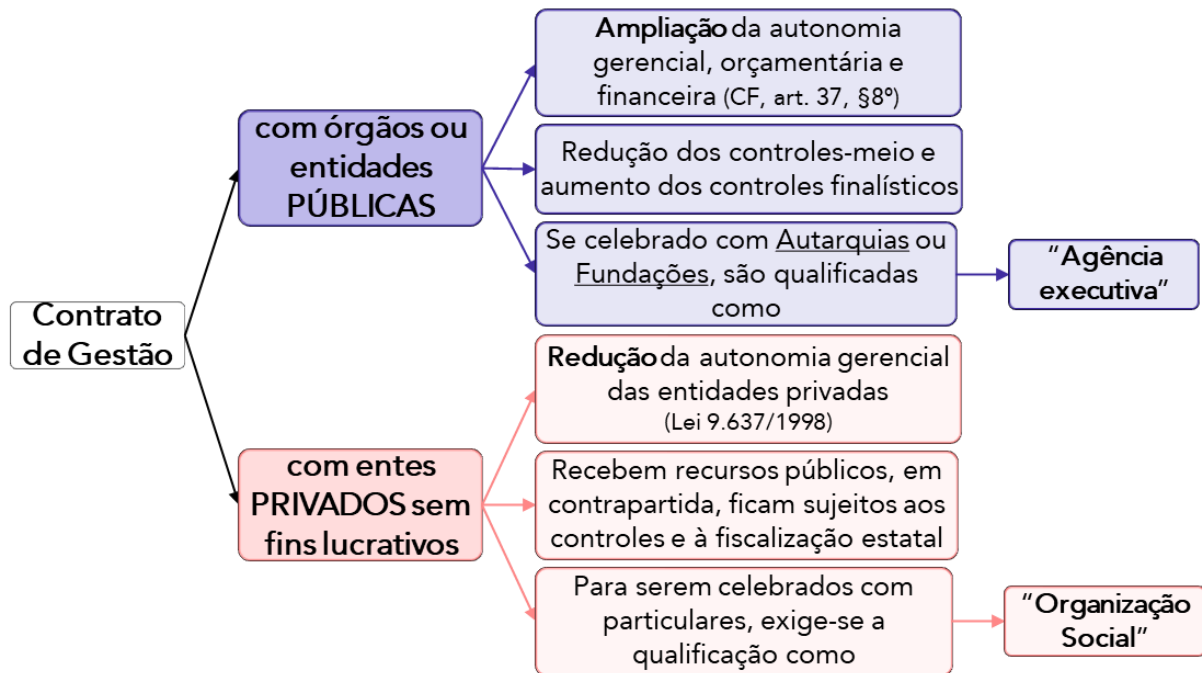 Contrato
de Gestão
com órgãos ou
entidades
PÚBLICAS
Ampliação da autonomia
gerencial, orçamentária e
financeira (CF, art. 37, §8º)
Redução dos controles-meio e
aumento dos controles finalísticos
Se celebrado com Autarquias ou
Fundações, são qualificadas
como
"Agência
executiva"
com entes
PRIVADOS sem
fins lucrativos
Redução da autonomia gerencial
das entidades privadas
(Lei 9.637/1998)
Recebem recursos públicos, em
contrapartida, ficam sujeitos aos
controles e à fiscalização estatal
Para serem celebrados com
particulares, exige-se a
qualificação como
"Organização
Social"